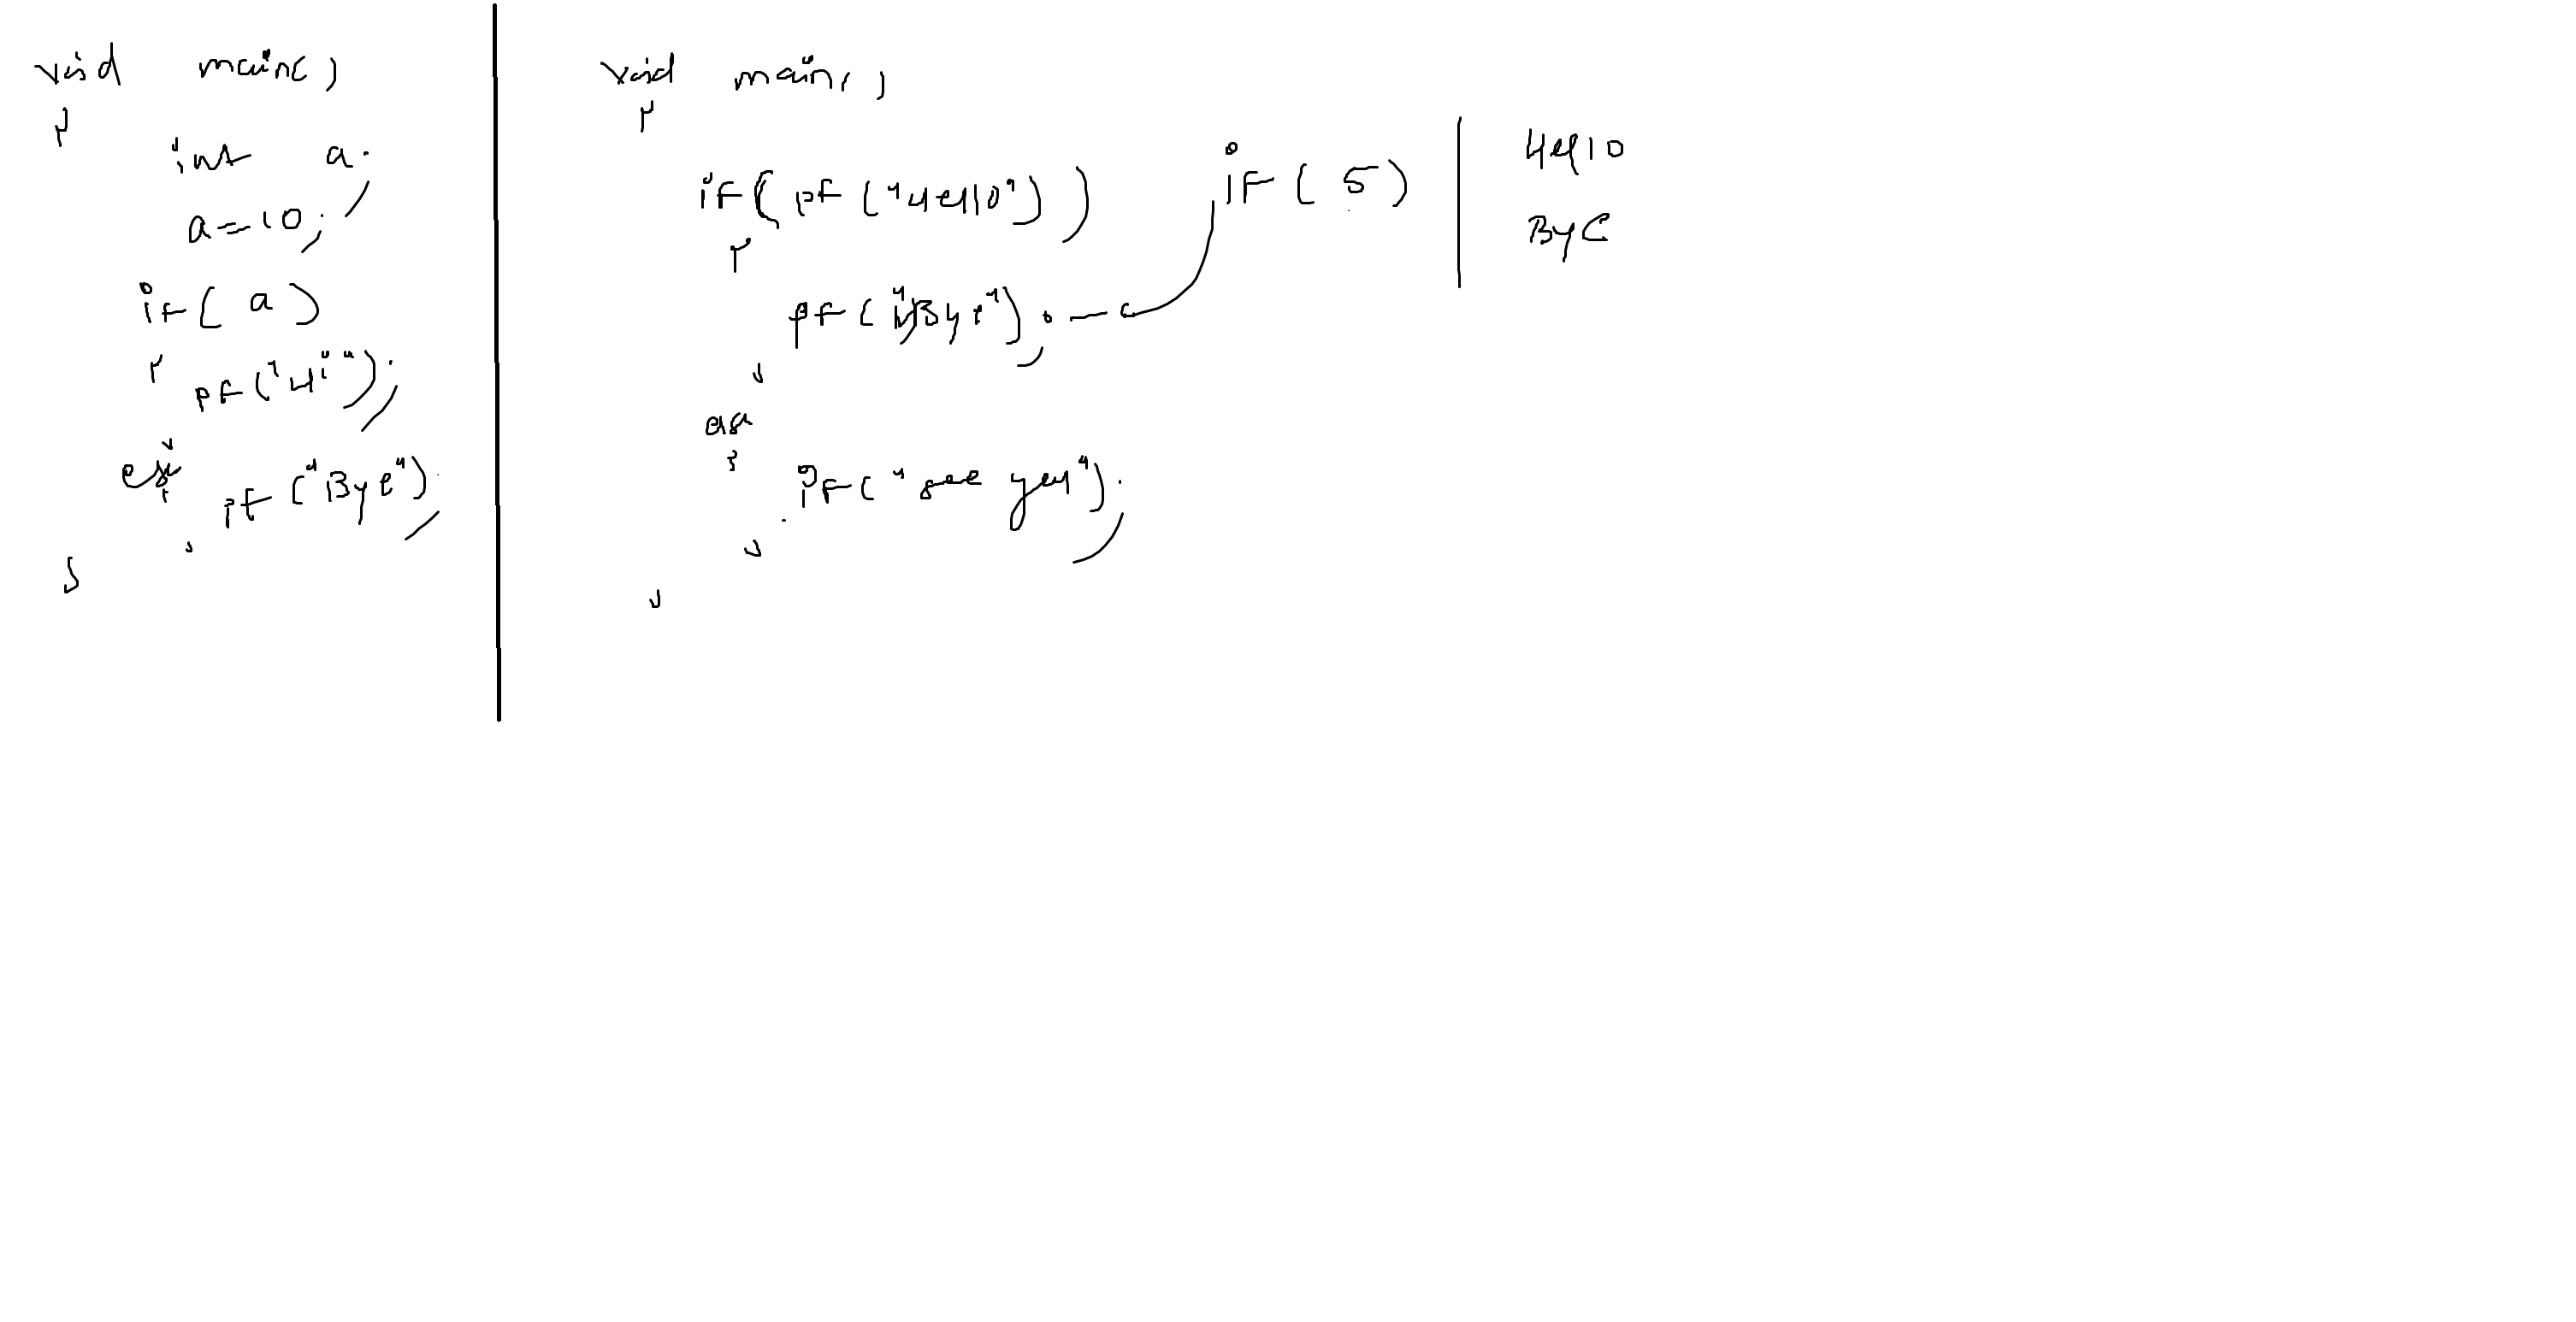 void main()
{
int a;
a=10;
if( a )
{
pf("Hi");
}
else
{
pf("Bye");
}
}
void main()
{
if( pf("Hello") )
{
pf("Bye");
}
else
{
pf("see you");
}
}
if( 5 )
Hello
Bye